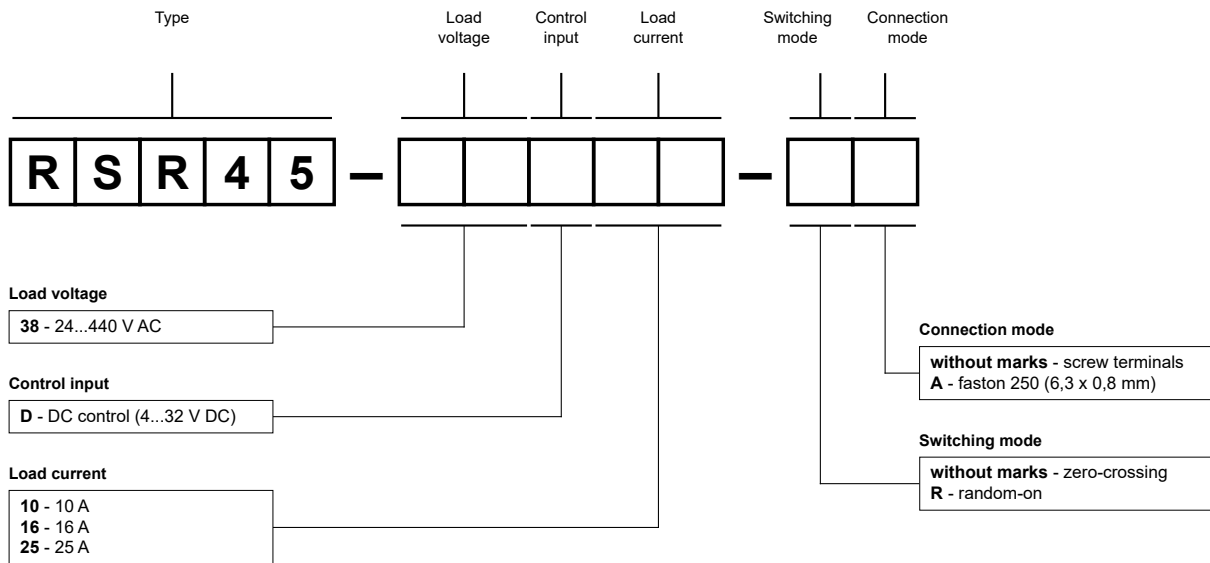 Type
Load
voltage
Control
input
Load
current
Switching
mode
Connection
mode
R S R 4 5 – –
Load voltage
38 - 24...440 V AC
Control input
D - DC control (4...32 V DC)
Load current
10 - 10 A
16 - 16 A
25 - 25 A
Connection mode
without marks - screw terminals
A - faston 250 (6,3 x 0,8 mm)
Switching mode
without marks - zero-crossing
R - random-on